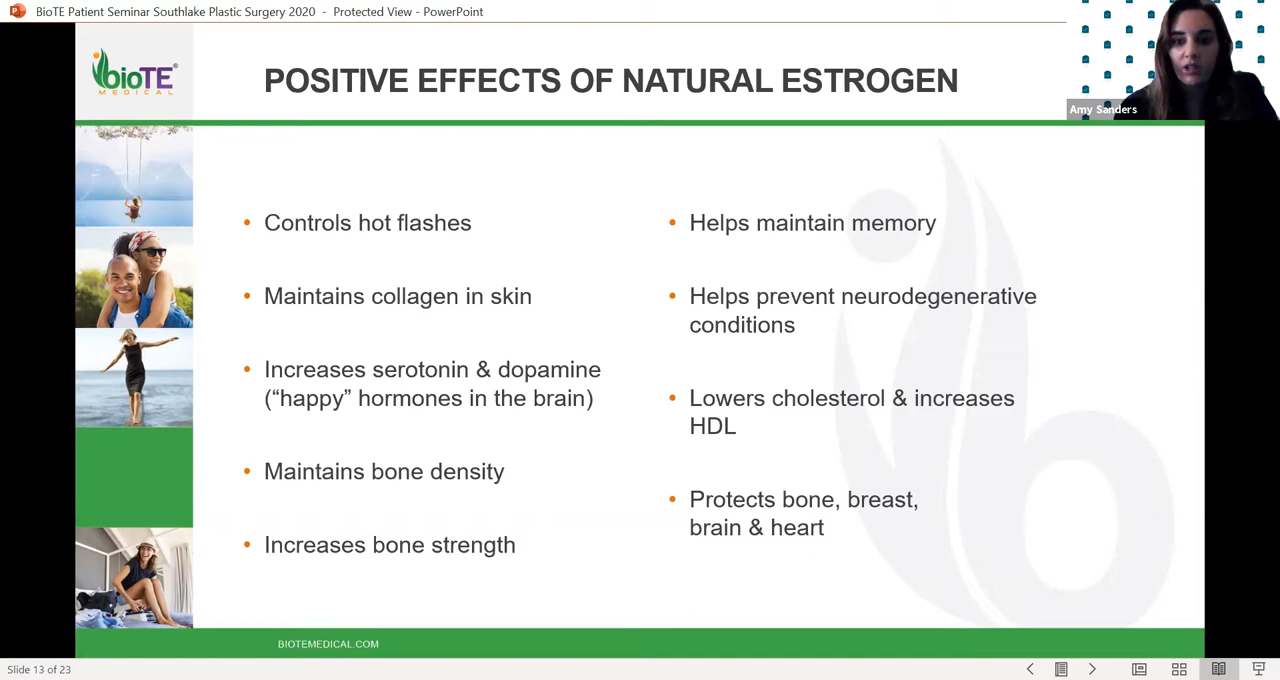 BioTE Patient Seminar Southlake Plastic Surgery 2020 - Protected View - PowerPoint
bioTE®
MEDICAL
POSITIVE EFFECTS OF NATURAL ESTROGEN
Amy Sanders
• Controls hot flashes
• Maintains collagen in skin
• Increases serotonin & dopamine
(“happy” hormones in the brain)
• Maintains bone density
• Increases bone strength
• Helps maintain memory
• Helps prevent neurodegenerative
conditions
• Lowers cholesterol & increases
HDL
• Protects bone, breast,
brain & heart
BIOTEMEDICAL.COM
Slide 13 of 23